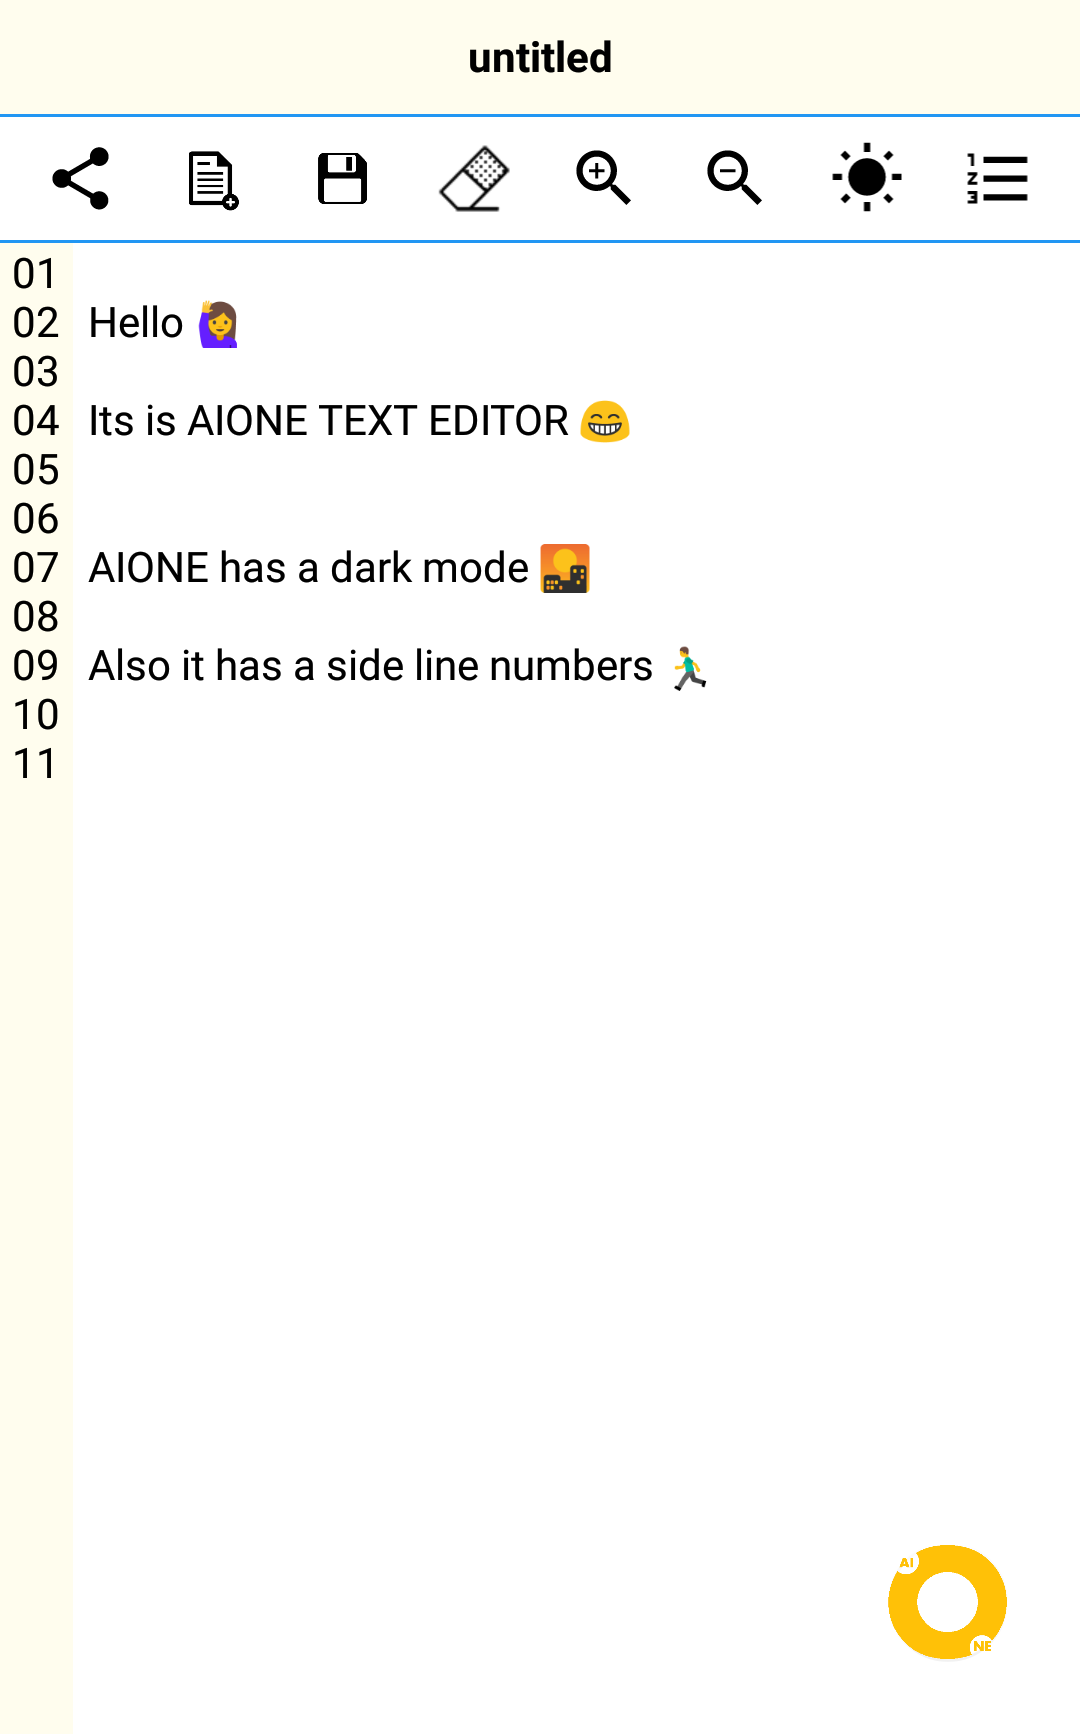 untitled
01
02 Hello 🙋‍♀️
03
04 Its is AIONE TEXT EDITOR 😁
05
06
07 AIONE has a dark mode 🌇
08
09 Also it has a side line numbers 🏃‍♂️
10
11
AI
NE